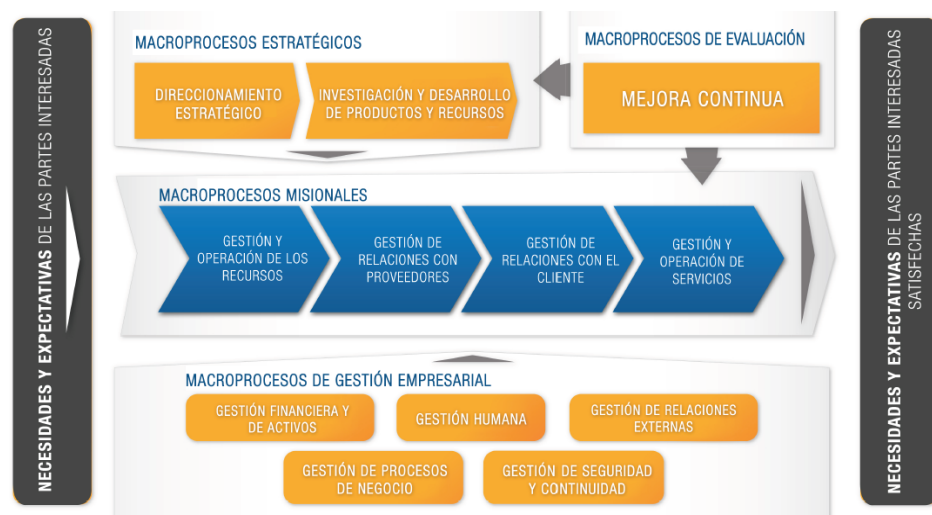 NECESIDADES Y EXPECTATIVAS DE LAS PARTES INTERESADAS
MACROPROCESOS ESTRATÉGICOS
DIRECCIONAMIENTO
ESTRATÉGICO
INVESTIGACIÓN Y DESARROLLO
DE PRODUCTOS Y RECURSOS
MACROPROCESOS DE EVALUACIÓN
MEJORA CONTINUA
MACROPROCESOS MISIONALES
GESTIÓN Y
OPERACIÓN DE LOS
RECURSOS
GESTIÓN DE
RELACIONES CON
PROVEEDORES
GESTIÓN DE
RELACIONES CON EL
CLIENTE
GESTIÓN Y
OPERACIÓN DE
SERVICIOS
MACROPROCESOS DE GESTIÓN EMPRESARIAL
GESTIÓN FINANCIERA Y
DE ACTIVOS
GESTIÓN HUMANA
GESTIÓN DE RELACIONES
EXTERNAS
GESTIÓN DE PROCESOS
DE NEGOCIO
GESTIÓN DE SEGURIDAD
Y CONTINUIDAD
NECESIDADES Y EXPECTATIVAS DE LAS PARTES INTERESADAS
SATISFECHAS